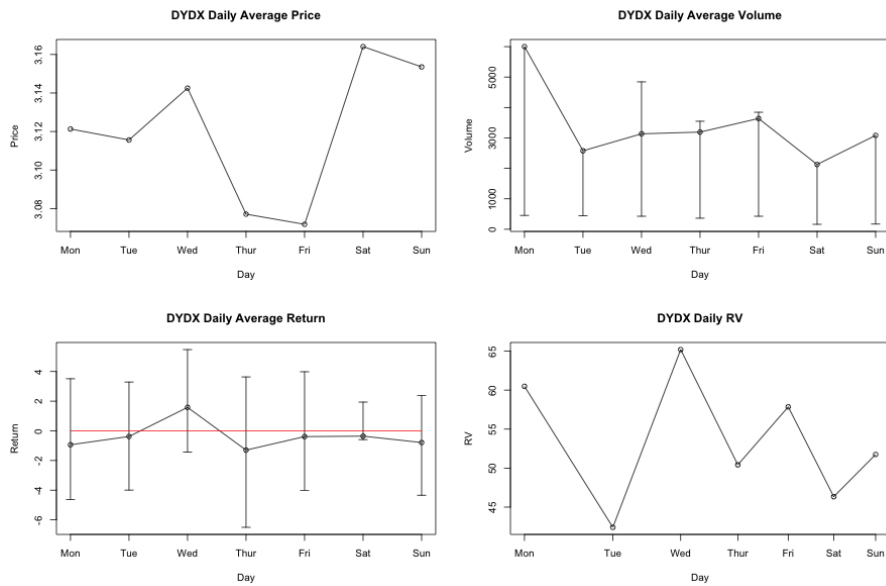 DYDX Daily Average Price
Price
3.16
3.14
3.12
3.10
3.08
Mon Tue Wed Thur Fri Sat Sun
Day
DYDX Daily Average Volume
Volume
5000
3000
1000
0
Mon Tue Wed Thur Fri Sat Sun
Day
DYDX Daily Average Return
Return
4
2
0
-2
-4
-6
Mon Tue Wed Thur Fri Sat Sun
Day
DYDX Daily RV
RV
65
60
55
50
45
Mon Tue Wed Thur Fri Sat Sun
Day